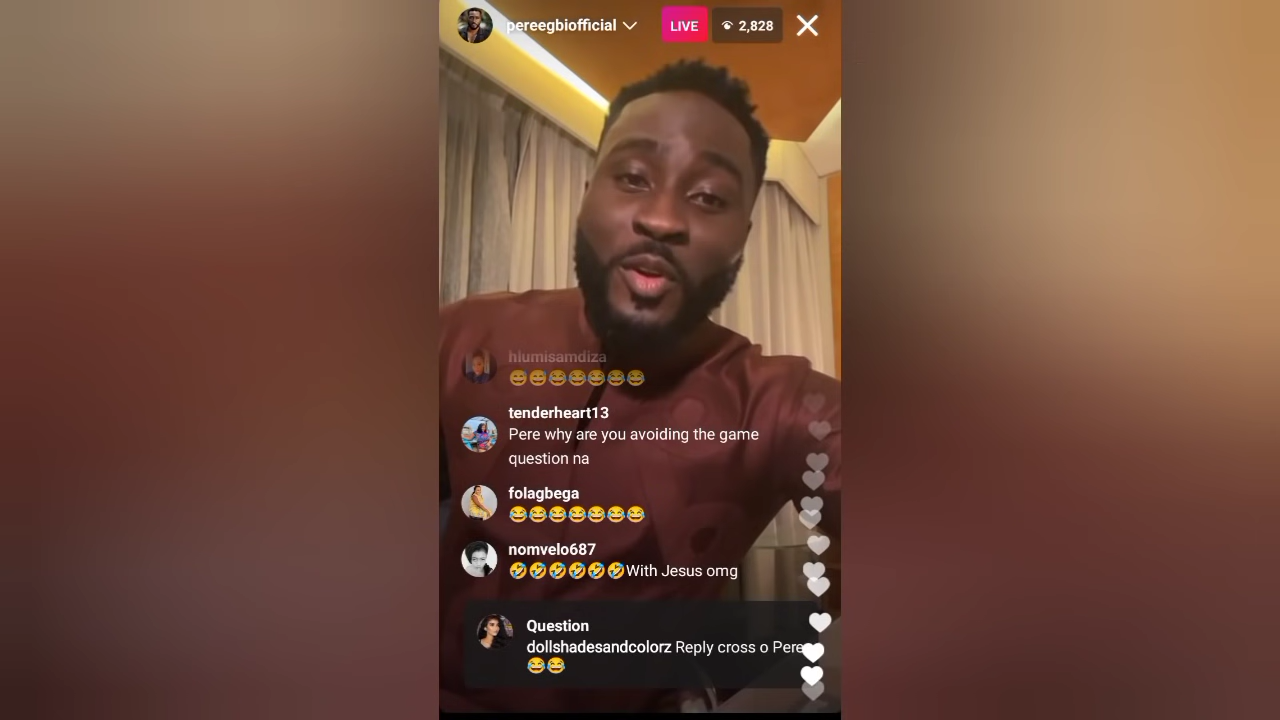 pereegbiofficial
LIVE
2,828
hlumisamdiza
😅😅😂😂😂😂😂
tenderheart13
Pere why are you avoiding the game
question na
folagbega
😂😂😂😂😂😂😂
nomvelo687
🤣🤣🤣🤣🤣🤣With Jesus omg
Question
dollshadesandcolorz Reply cross o Pere
😂😂